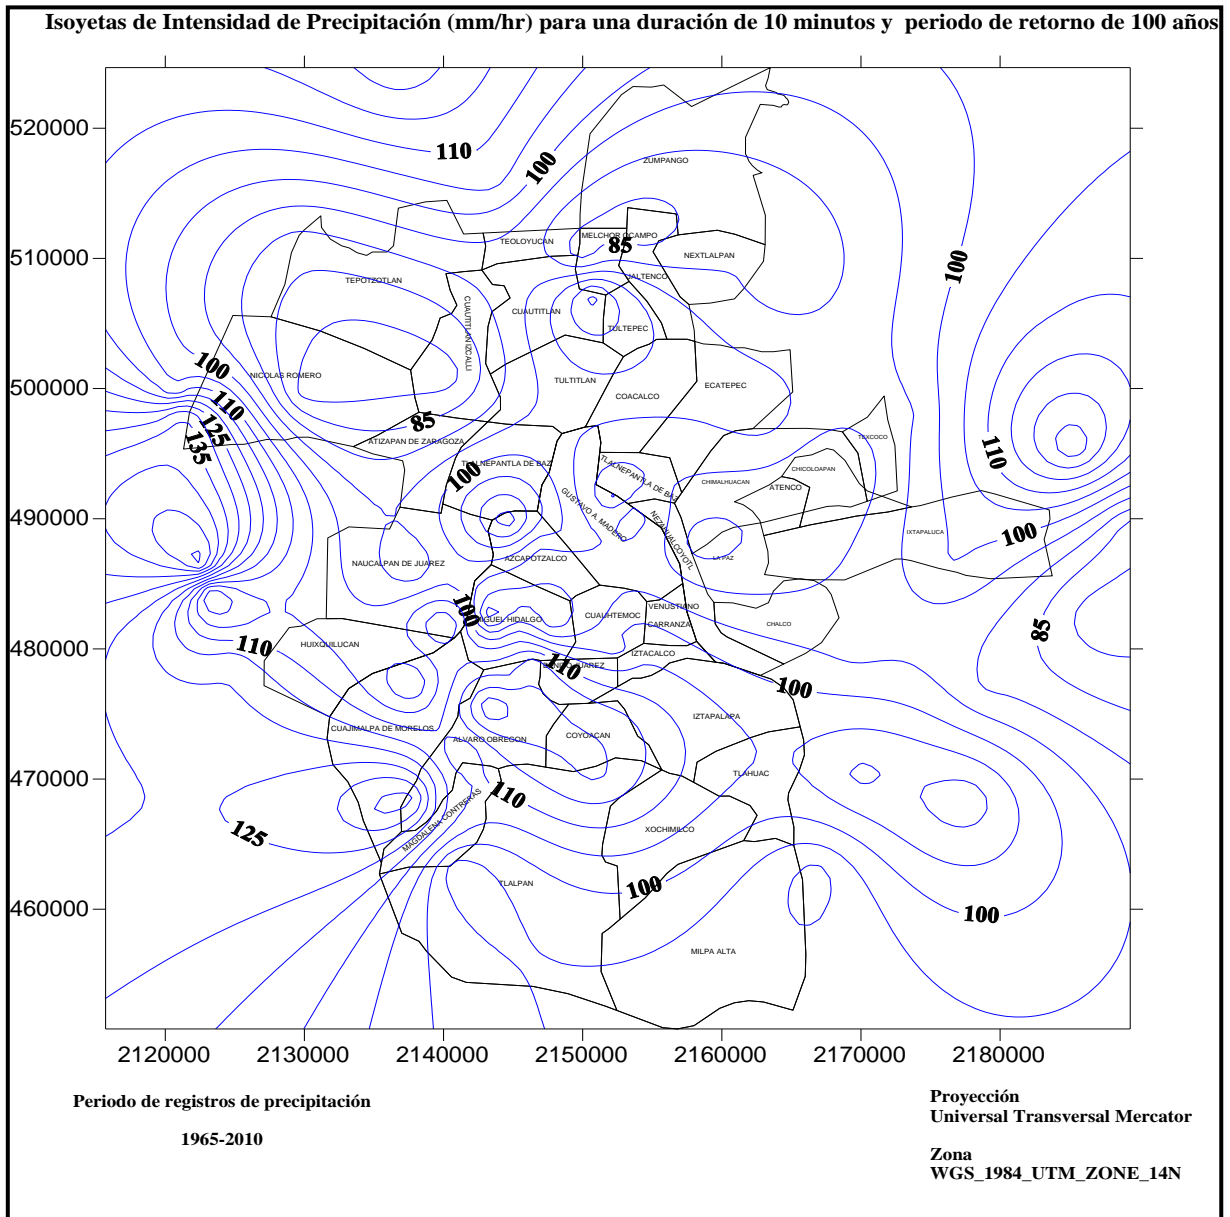 Isoyetas de Intensidad de Precipitación (mm/hr) para una duración de 10 minutos y periodo de retorno de 100 años
520000
510000
500000
490000
480000
470000
460000
110
100
ZUMPANGO
TEOLOYUCAN
MELCHOR OCAMPO
85
NEXTLALPAN
100
TEPOTZOTLAN
JALTENCO
CUAUTITLAN IZCALLI
CUAUTITLAN
TULTEPEC
100
NICOLAS ROMERO
TULTITLAN
COACALCO
ECATEPEC
110
125
135
85
ATIZAPAN DE ZARAGOZA
TEXCOCO
110
100
TLALNEPANTLA DE BAZ
TLALNEPANTLA DE BAZ
CHICOLOAPAN
CHIMALHUACAN
ATENCO
GUSTAVO A. MADERO
NEZAHUALCOYOTL
IXTAPALUCA
100
NAUCALPAN DE JUAREZ
AZCAPOTZALCO
LA PAZ
100
MIGUEL HIDALGO
CUAUHTEMOC
VENUSTIANO
CARRANZA
CHALCO
85
110
HUIXQUILUCAN
IZTACALCO
110
BENITO JUAREZ
100
CUAJIMALPA DE MORELOS
ALVARO OBREGON
COYOACAN
IZTAPALAPA
TLAHUAC
110
125
MAGDALENA CONTRERAS
XOCHIMILCO
TLALPAN
100
100
MILPA ALTA
2120000 2130000 2140000 2150000 2160000 2170000 2180000
Periodo de registros de precipitación
1965-2010
Proyección
Universal Transversal Mercator
Zona
WGS_1984_UTM_ZONE_14N